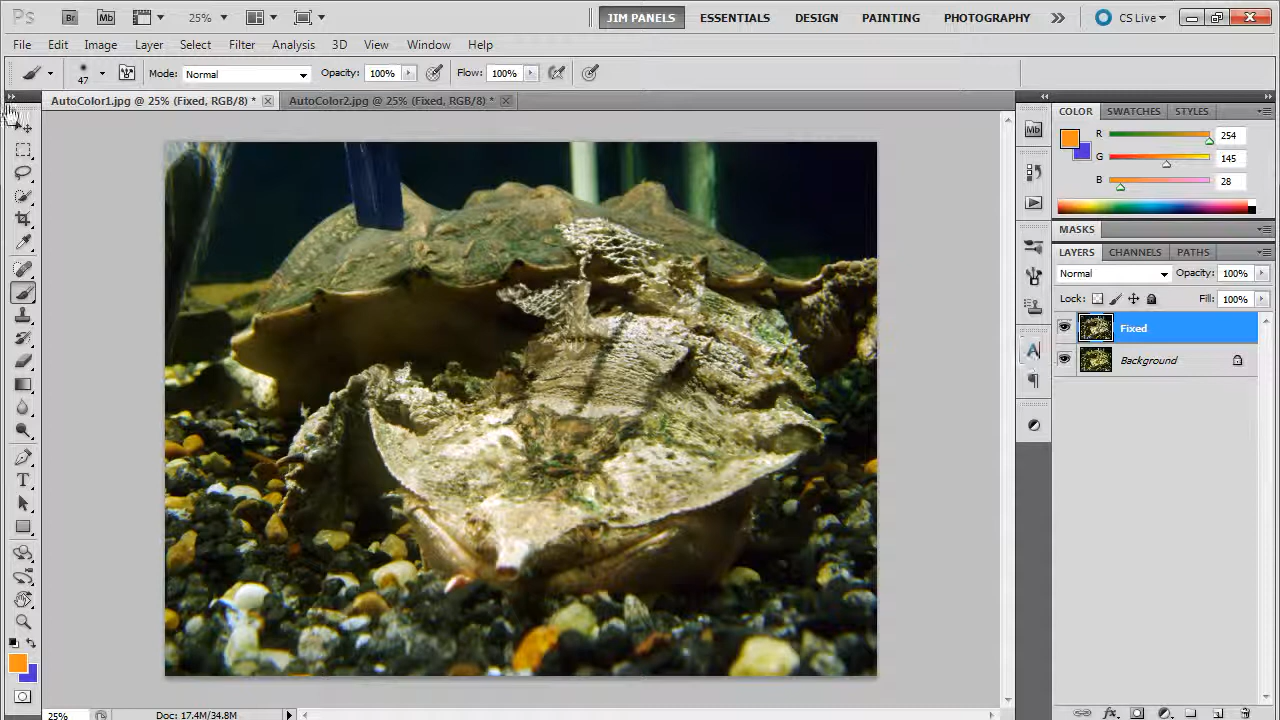 Ps Br Mb 25% JIM PANELS ESSENTIALS DESIGN PAINTING PHOTOGRAPHY CS Live
File Edit Image Layer Select Filter Analysis 3D View Window Help
47 Mode: Normal Opacity: 100% Flow: 100%
AutoColor1.jpg @ 25% (Fixed, RGB/8) * AutoColor2.jpg @ 25% (Fixed, RGB/8) *
COLOR SWATCHES STYLES
Mb
R 254
G 145
B 28
MASKS
LAYERS CHANNELS PATHS
Normal Opacity: 100%
Lock: Fill: 100%
Fixed
Background
25% Doc: 17.4M/34.8M